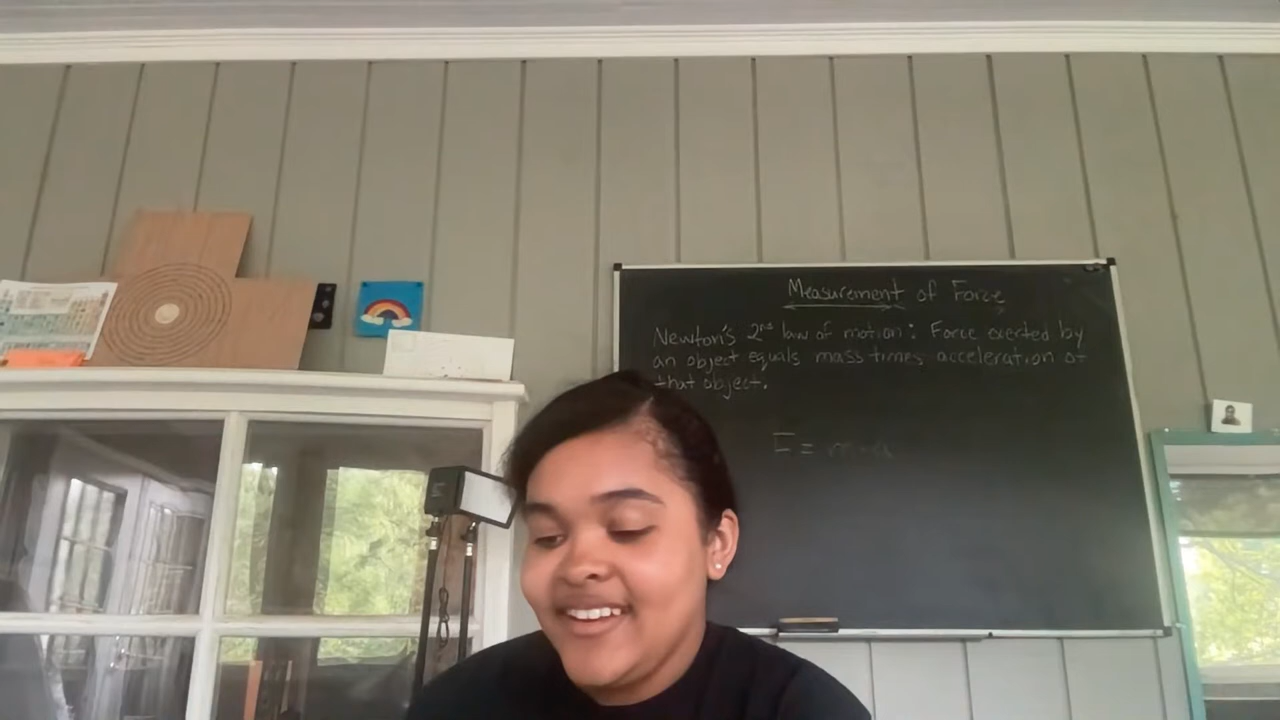 Measurement of Force
Newton's 2nd law of motion: Force exerted by
an object equals mass times acceleration of
that object.
F = m·a